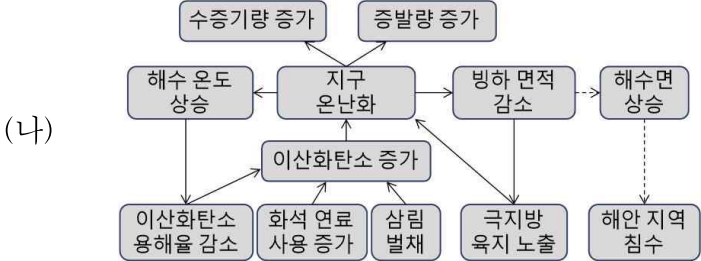 수증기량 증가
증발량 증가
해수 온도
상승
지구
온난화
빙하 면적
감소
해수면
상승
(나)
이산화탄소 증가
이산화탄소
용해율 감소
화석 연료
사용 증가
삼림
벌채
극지방
육지 노출
해안 지역
침수